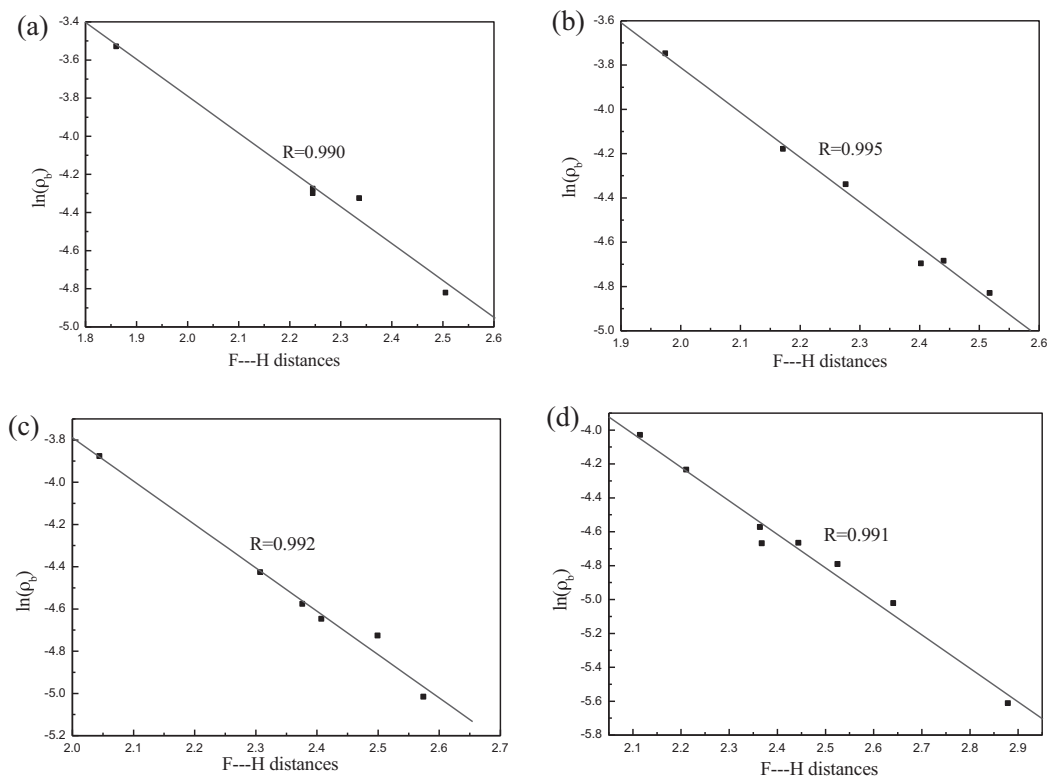 (a)
-3.4
-3.6
-3.8
-4.0
-4.2
-4.4
-4.6
-4.8
-5.0
ln(ρb)
R=0.990
1.8 1.9 2.0 2.1 2.2 2.3 2.4 2.5 2.6
F---H distances
(b)
-3.6
-3.8
-4.0
-4.2
-4.4
-4.6
-4.8
-5.0
ln(ρb)
R=0.995
1.9 2.0 2.1 2.2 2.3 2.4 2.5 2.6
F---H distances
(c)
-3.8
-4.0
-4.2
-4.4
-4.6
-4.8
-5.0
-5.2
ln(ρb)
R=0.992
2.0 2.1 2.2 2.3 2.4 2.5 2.6 2.7
F---H distances
(d)
-4.0
-4.2
-4.4
-4.6
-4.8
-5.0
-5.2
-5.4
-5.6
-5.8
ln(ρb)
R=0.991
2.1 2.2 2.3 2.4 2.5 2.6 2.7 2.8 2.9
F---H distances